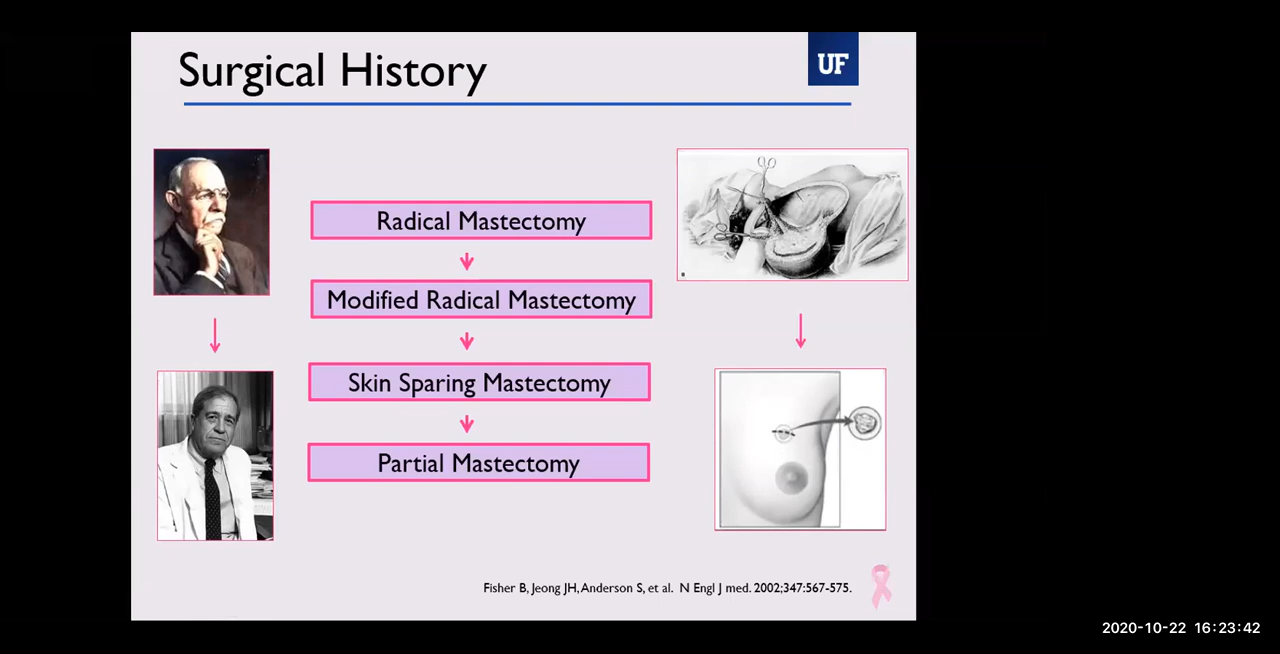 Surgical History
UF
Radical Mastectomy
Modified Radical Mastectomy
Skin Sparing Mastectomy
Partial Mastectomy
Fisher B, Jeong JH, Anderson S, et al. N Engl J med. 2002;347:567-575.
2020-10-22 16:23:42